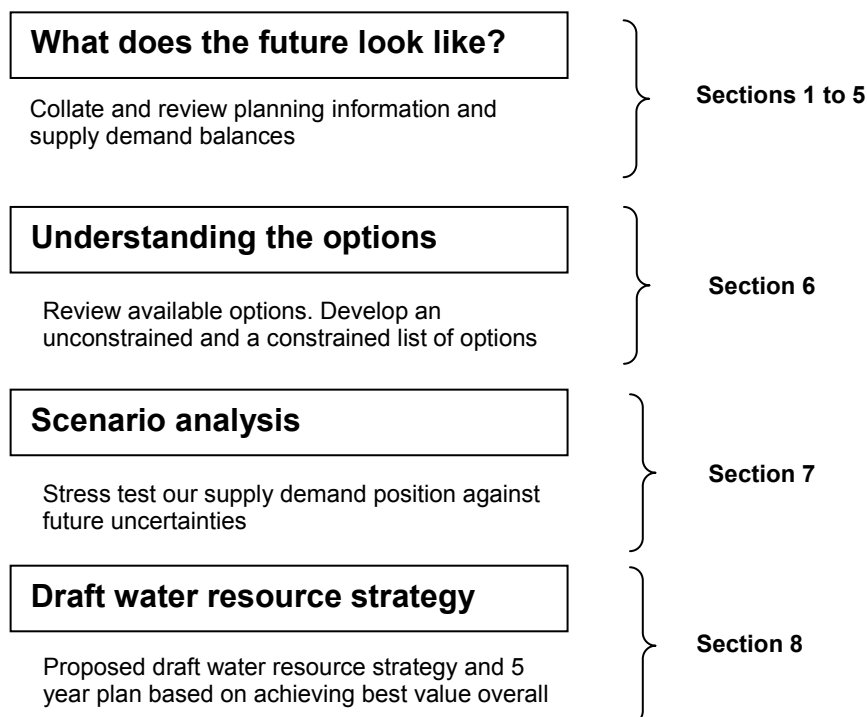 What does the future look like?
Collate and review planning information and
supply demand balances
Sections 1 to 5
Understanding the options
Review available options. Develop an
unconstrained and a constrained list of options
Section 6
Scenario analysis
Stress test our supply demand position against
future uncertainties
Section 7
Draft water resource strategy
Proposed draft water resource strategy and 5
year plan based on achieving best value overall
Section 8